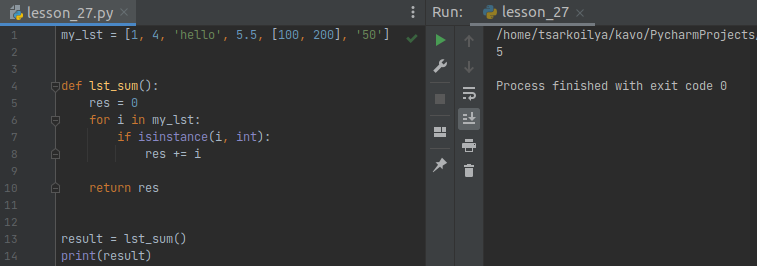 lesson_27.py
Run:
lesson_27
1 my_lst = [1, 4, 'hello', 5.5, [100, 200], '50']
2
3
4 def lst_sum():
5     res = 0
6     for i in my_lst:
7         if isinstance(i, int):
8             res += i
9
10     return res
11
12
13 result = lst_sum()
14 print(result)
/home/tsarkoilya/kavo/PycharmProjects/
5
Process finished with exit code 0